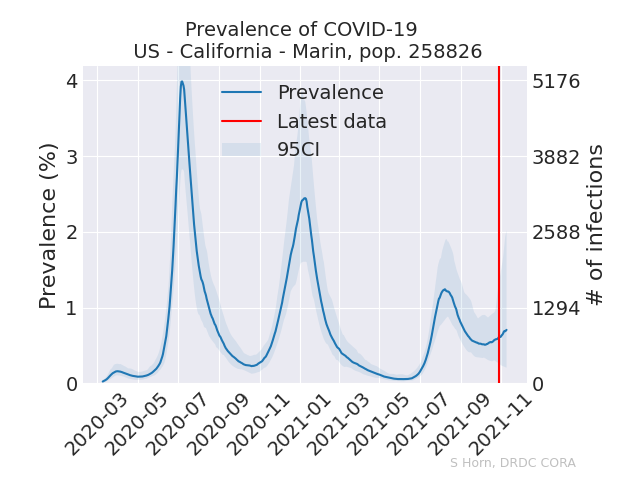 Prevalence of COVID-19
US - California - Marin, pop. 258826
Prevalence
Latest data
95CI
Prevalence (%)
4
3
2
1
0
5176
3882
2588
1294
0
# of infections
2020-03
2020-05
2020-07
2020-09
2020-11
2021-01
2021-03
2021-05
2021-07
2021-09
2021-11
S Horn, DRDC CORA